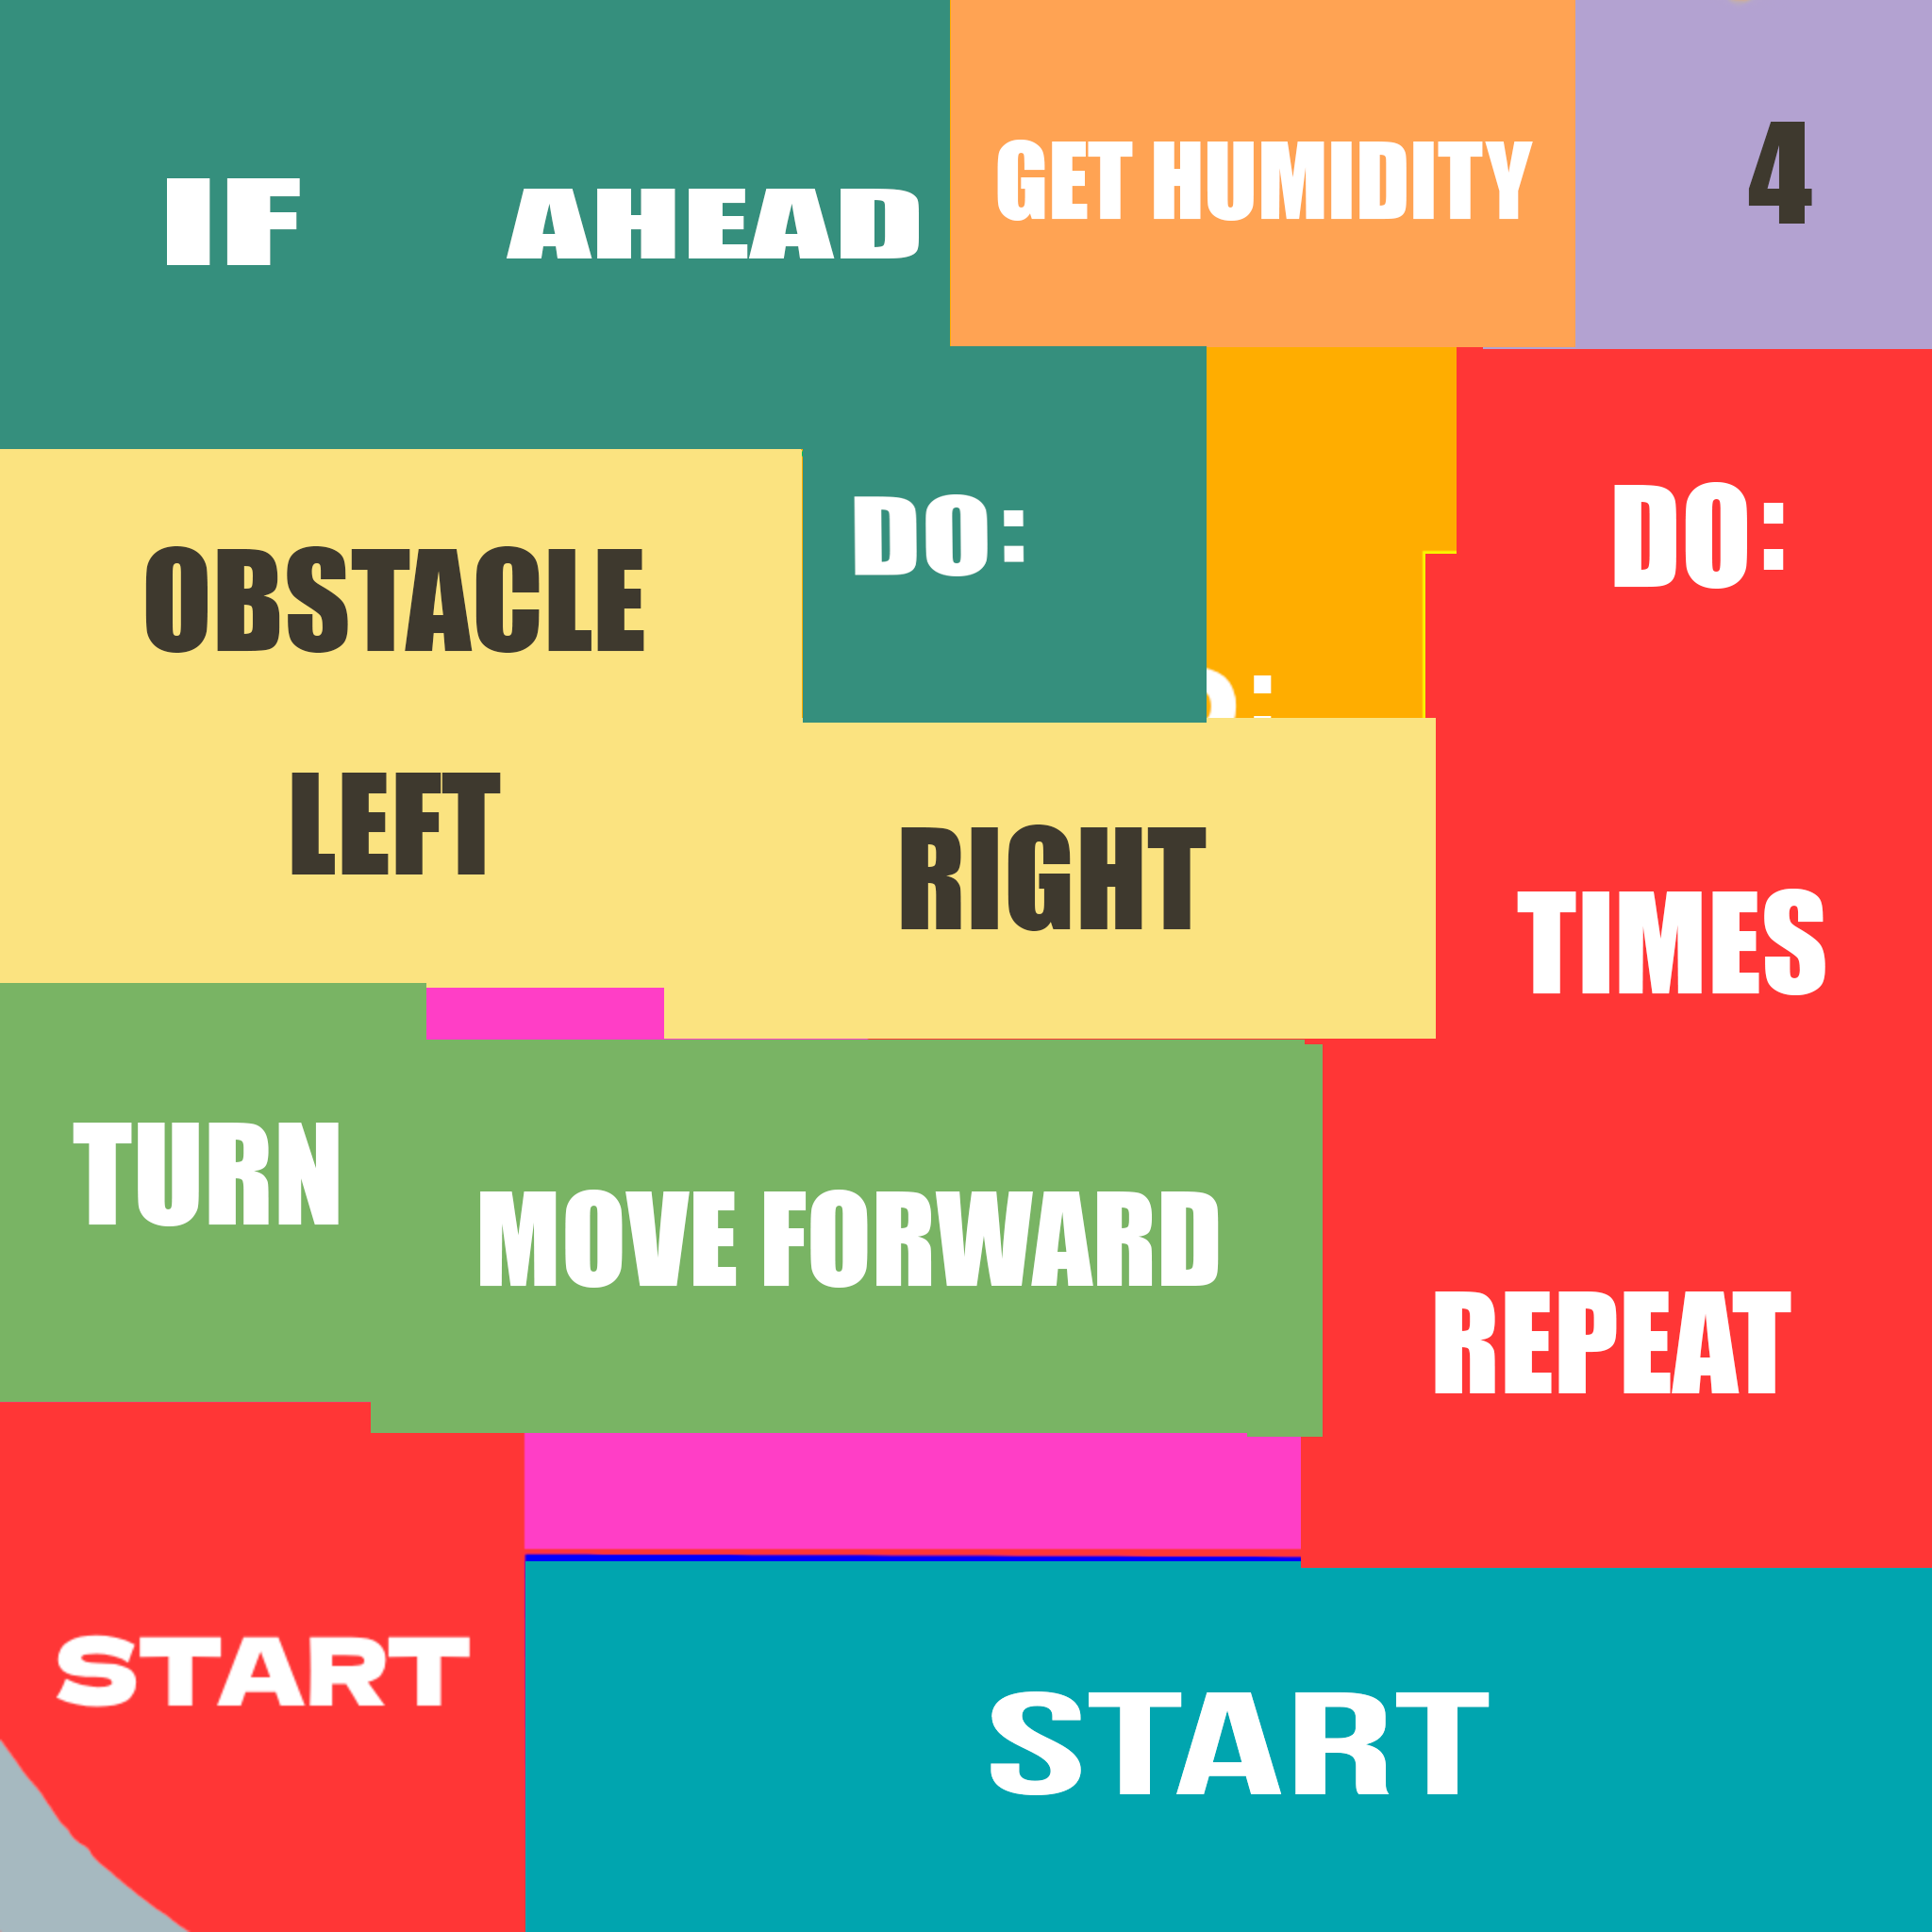 IF AHEAD
GET HUMIDITY
4
DO:
DO:
OBSTACLE
LEFT
RIGHT
TIMES
TURN
MOVE FORWARD
REPEAT
START
START